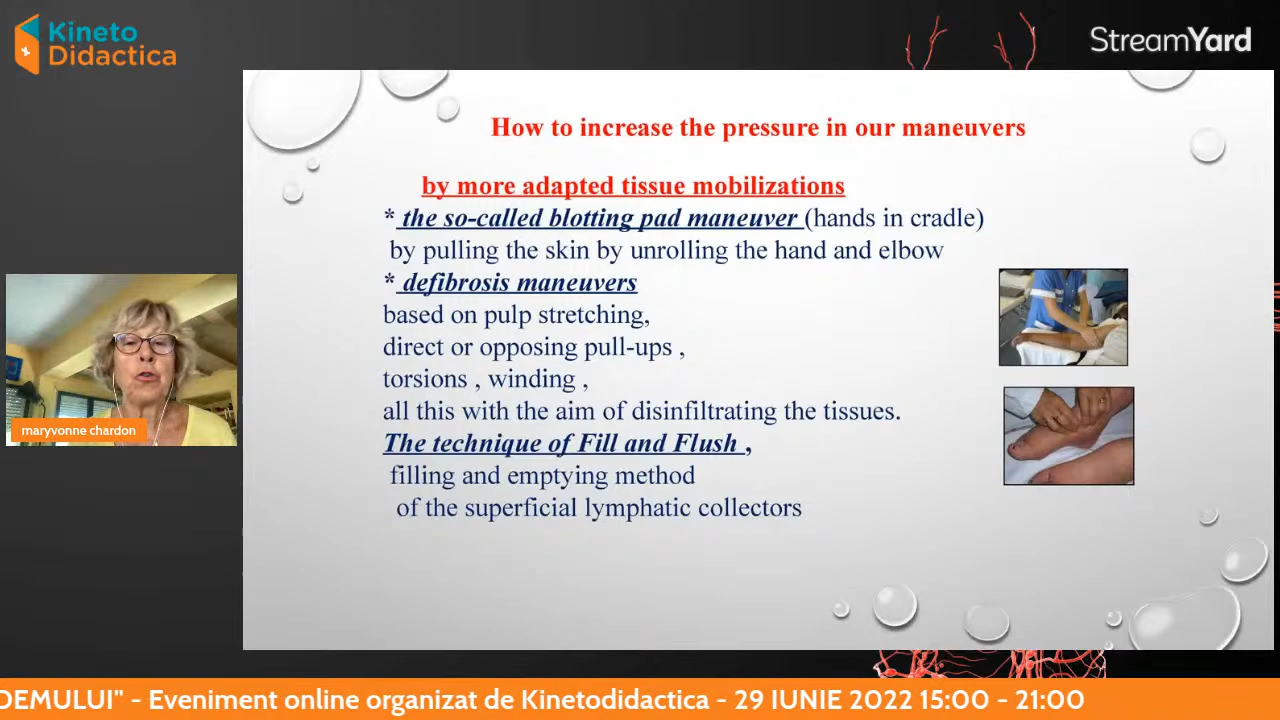 Kineto
Didactica
StreamYard
How to increase the pressure in our maneuvers
by more adapted tissue mobilizations
* the so-called blotting pad maneuver (hands in cradle)
by pulling the skin by unrolling the hand and elbow
* defibrosis maneuvers
based on pulp stretching,
direct or opposing pull-ups ,
torsions , winding ,
all this with the aim of disinfiltrating the tissues.
The technique of Fill and Flush ,
filling and emptying method
of the superficial lymphatic collectors
maryvonne chardon
DEMULUI" - Eveniment online organizat de Kinetodidactica - 29 IUNIE 2022 15:00 - 21:00